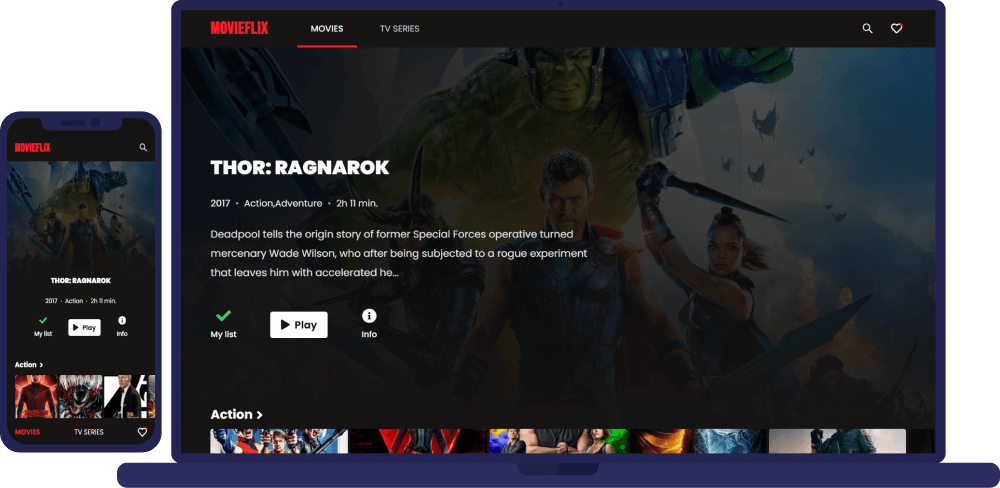 MOVIEFLIX
MOVIES
TV SERIES
THOR: RAGNAROK
2017 • Action,Adventure • 2h 11 min.
Deadpool tells the origin story of former Special Forces operative turned
mercenary Wade Wilson, who after being subjected to a rogue experiment
that leaves him with accelerated he...
My list
Play
Info
Action >
MOVIEFLIX
THOR: RAGNAROK
2017 • Action • 2h 11 min.
My list
Play
Info
Action >
MOVIES
TV SERIES